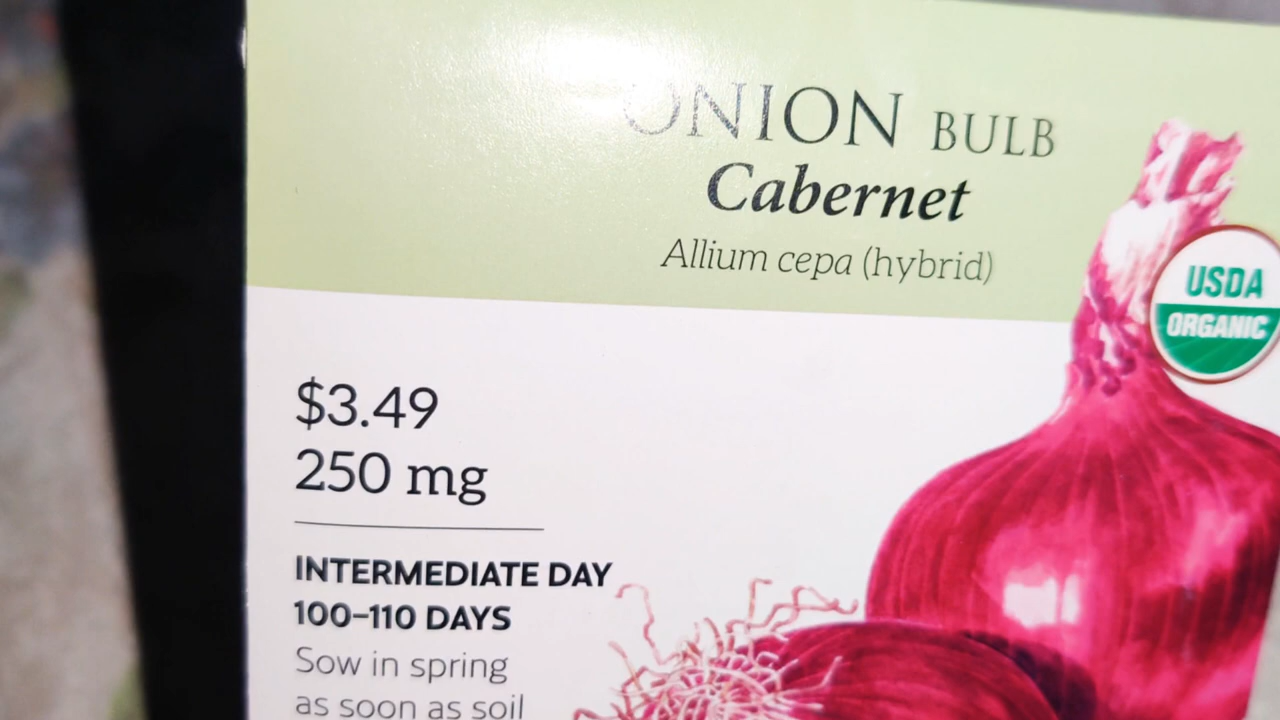 ONION BULB
Cabernet
Allium cepa (hybrid)
USDA
ORGANIC
$3.49
250 mg
INTERMEDIATE DAY
100–110 DAYS
Sow in spring
as soon as soil